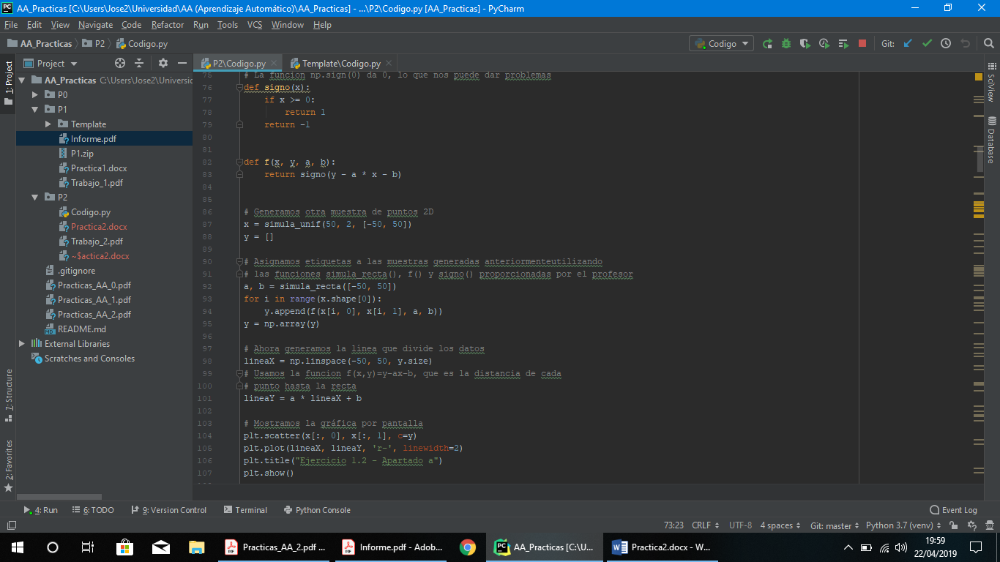 AA_Practicas [C:\Users\Jose2\Universidad\AA (Aprendizaje Automático)\AA_Practicas] - ...\P2\Codigo.py [AA_Practicas] - PyCharm
File Edit View Navigate Code Refactor Run Tools VCS Window Help
AA_Practicas P2 Codigo.py
Codigo
Git:
Project
P2\Codigo.py
Template\Codigo.py
1: Project
AA_Practicas C:\Users\Jose2\Universic
P0
P1
Template
Informe.pdf
P1.zip
Practica1.docx
Trabajo_1.pdf
P2
Codigo.py
Practica2.docx
Trabajo_2.pdf
~$actica2.docx
.gitignore
Practicas_AA_0.pdf
Practicas_AA_1.pdf
Practicas_AA_2.pdf
README.md
External Libraries
Scratches and Consoles
7: Structure
2: Favorites
75 # La funcion np.sign(0) da 0, lo que nos puede dar problemas
76 def signo(x):
77 if x >= 0:
78 return 1
79 return -1
80
81
82 def f(x, y, a, b):
83 return signo(y - a * x - b)
84
85
86 # Generamos otra muestra de puntos 2D
87 x = simula_unif(50, 2, [-50, 50])
88 y = []
89
90 # Asignamos etiquetas a las muestras generadas anteriormenteutilizando
91 # las funciones simula_recta(), f() y signo() proporcionadas por el profesor
92 a, b = simula_recta([-50, 50])
93 for i in range(x.shape[0]):
94 y.append(f(x[i, 0], x[i, 1], a, b))
95 y = np.array(y)
96
97 # Ahora generamos la línea que divide los datos
98 lineaX = np.linspace(-50, 50, y.size)
99 # Usamos la funcion f(x,y)=y-ax-b, que es la distancia de cada
100 # punto hasta la recta
101 lineaY = a * lineaX + b
102
103 # Mostramos la gráfica por pantalla
104 plt.scatter(x[:, 0], x[:, 1], c=y)
105 plt.plot(lineaX, lineaY, 'r-', linewidth=2)
106 plt.title("Ejercicio 1.2 - Apartado a")
107 plt.show()
SciView
Database
4: Run 6: TODO 9: Version Control Terminal Python Console Event Log
73:23 CRLF UTF-8 4 spaces Git: master Python 3.7 (venv)
Practicas_AA_2.pdf ... Informe.pdf - Adob... AA_Practicas [C:\U... Practica2.docx - W...
19:59
22/04/2019